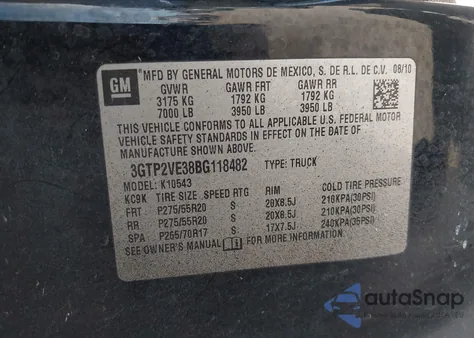 GM
MFD BY GENERAL MOTORS DE MEXICO, S. DE R.L. DE C.V. 08/10
GVWR GAWR FRT GAWR RR
3175 KG 1792 KG 1792 KG
7000 LB 3950 LB 3950 LB
THIS VEHICLE CONFORMS TO ALL APPLICABLE U.S. FEDERAL MOTOR
VEHICLE SAFETY STANDARDS IN EFFECT ON THE DATE OF
MANUFACTURE SHOWN ABOVE.
3GTP2VE38BG118482 TYPE: TRUCK
MODEL: K10543
KC9K TIRE SIZE SPEED RTG RIM COLD TIRE PRESSURE
FRT P275/55R20 S 20X8.5J 210KPA(30PSI)
RR P275/55R20 S 20X8.5J 210KPA(30PSI)
SPA P265/70R17 S 17X7.5J 240KPA(35PSI)
SEE OWNER'S MANUAL FOR MORE INFORMATION.
autoSnap